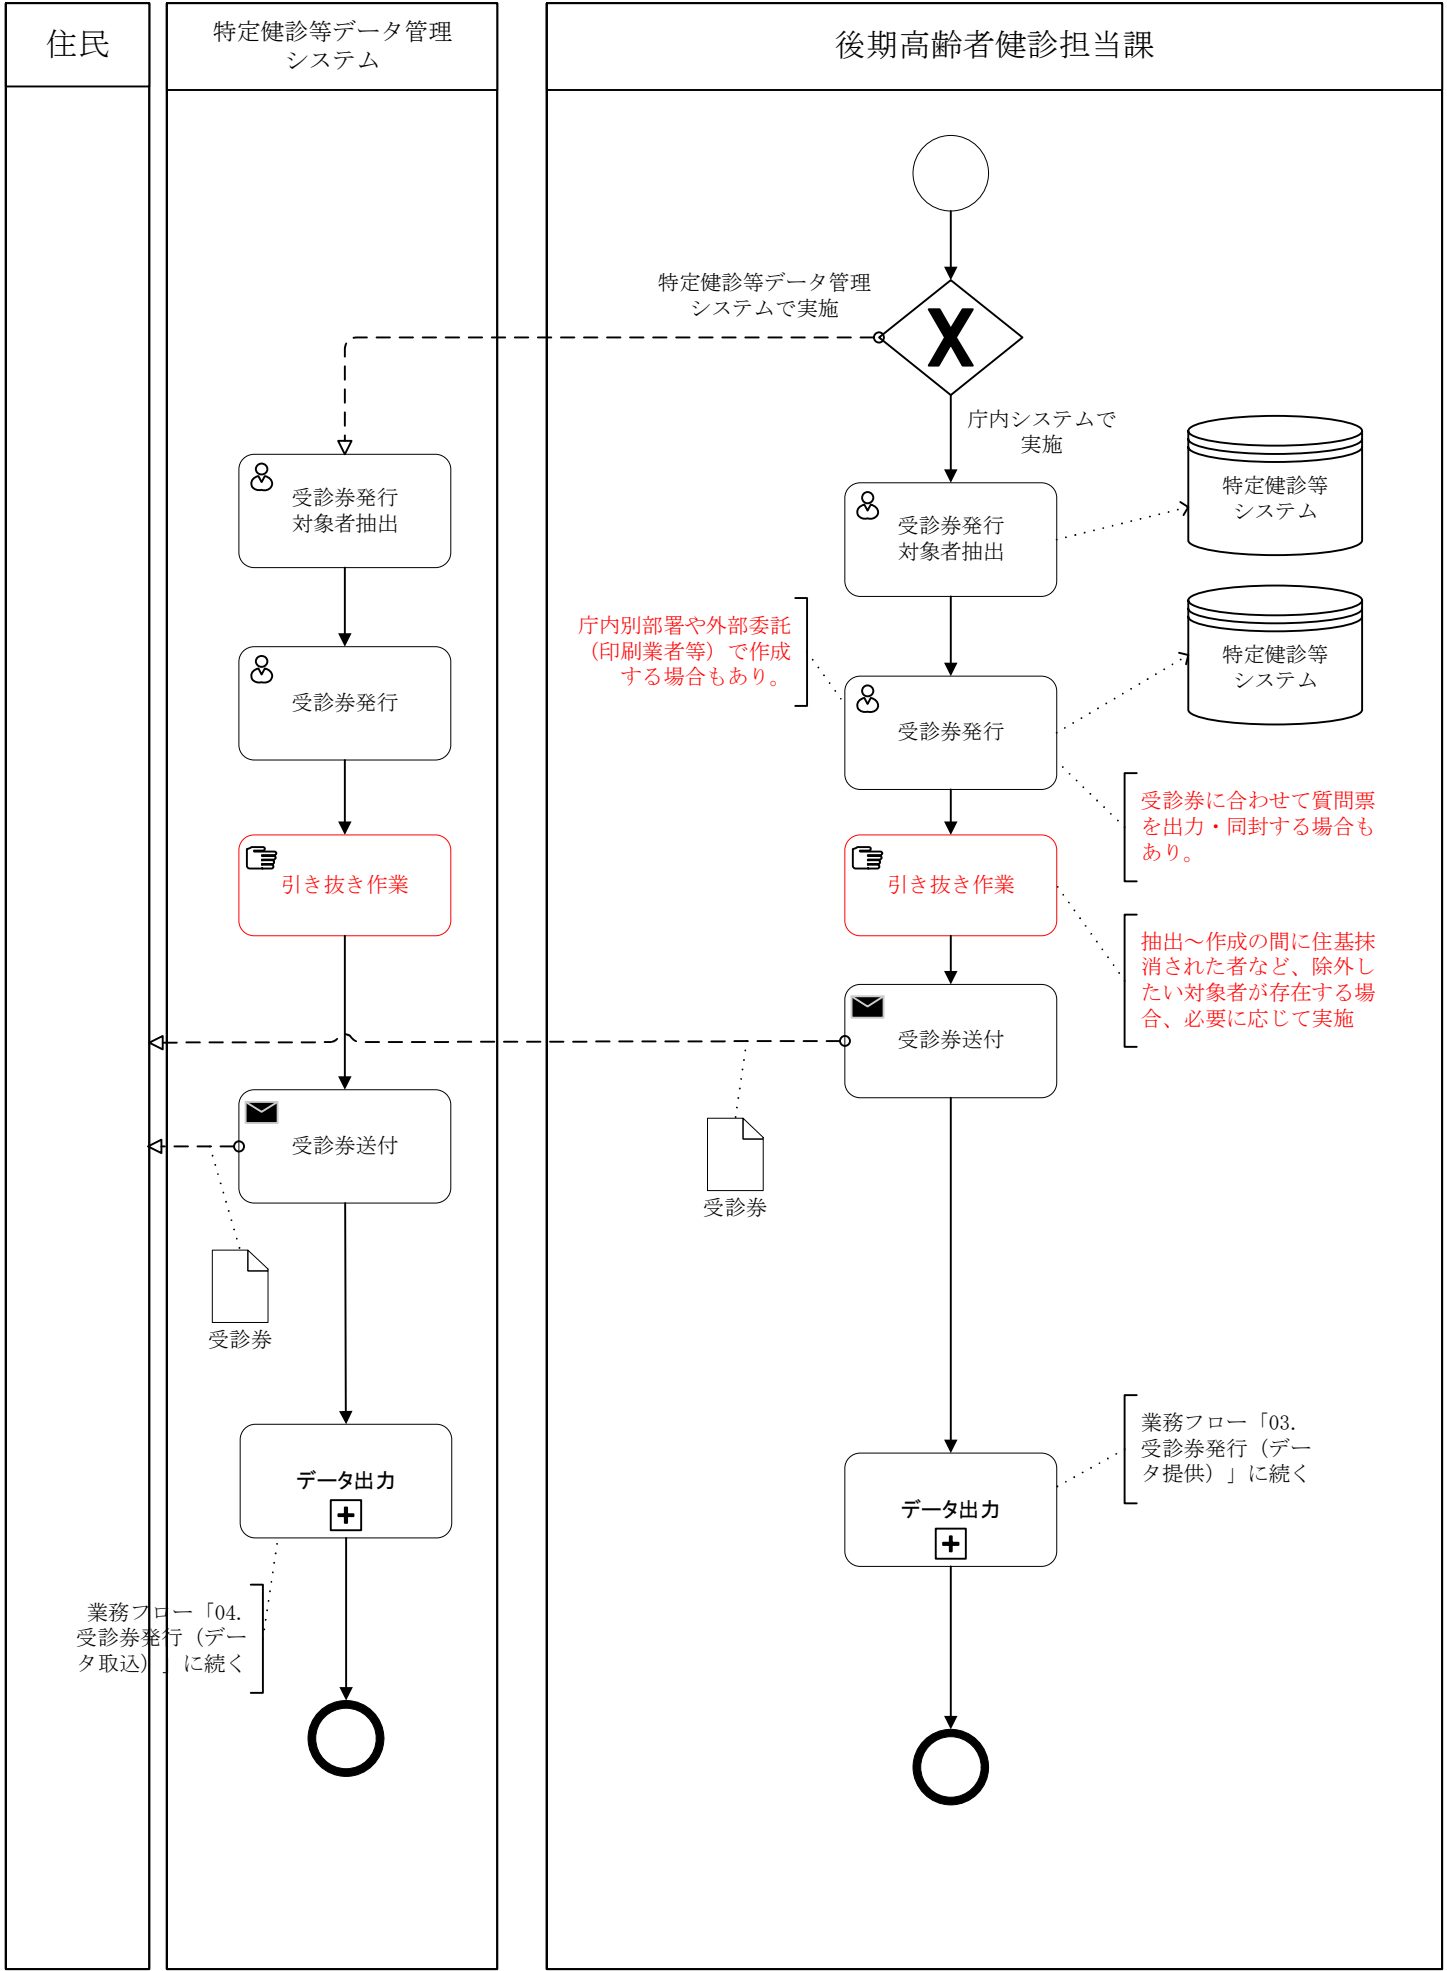 住民
特定健診等データ管理
システム
後期高齢者健診担当課
特定健診等データ管理
システムで実施
X
庁内システムで
実施
受診券発行
対象者抽出
受診券発行
対象者抽出
特定健診等
システム
庁内別部署や外部委託
（印刷業者等）で作成
する場合もあり。
特定健診等
システム
受診券発行
受診券発行
受診券に合わせて質問票
を出力・同封する場合も
あり。
引き抜き作業
引き抜き作業
抽出～作成の間に住基抹
消された者など、除外し
たい対象者が存在する場
合、必要に応じて実施
受診券送付
受診券送付
受診券
受診券
業務フロー「03.
受診券発行（デー
タ提供）」に続く
データ出力
データ出力
業務フロー「04.
受診券発行（デー
タ取込）」に続く